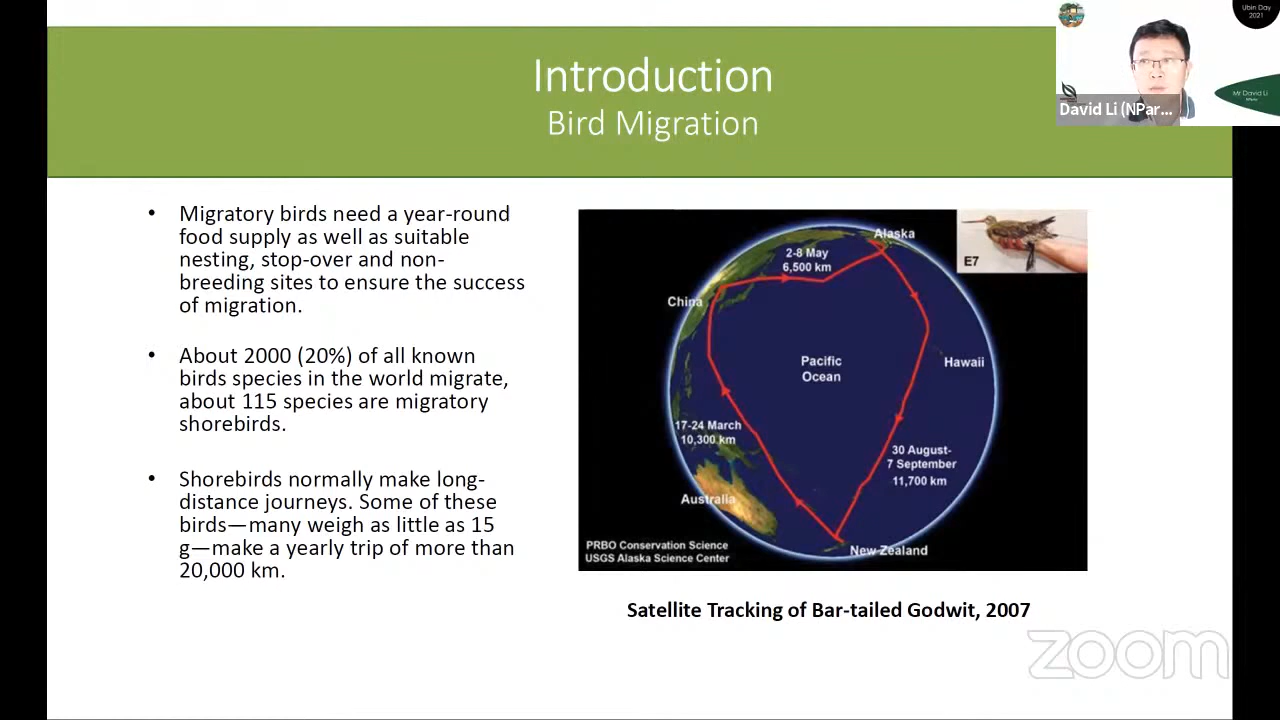 Introduction
Bird Migration
Ubin Day
2021
Mr David Li
David Li (NPar...
• Migratory birds need a year-round
food supply as well as suitable
nesting, stop-over and non-
breeding sites to ensure the success
of migration.
• About 2000 (20%) of all known
birds species in the world migrate,
about 115 species are migratory
shorebirds.
• Shorebirds normally make long-
distance journeys. Some of these
birds—many weigh as little as 15
g—make a yearly trip of more than
20,000 km.
Alaska
E7
2-8 May
6,500 km
China
Hawaii
Pacific
Ocean
17-24 March
10,300 km
30 August-
7 September
11,700 km
Australia
New Zealand
PRBO Conservation Science
USGS Alaska Science Center
Satellite Tracking of Bar-tailed Godwit, 2007
zoom